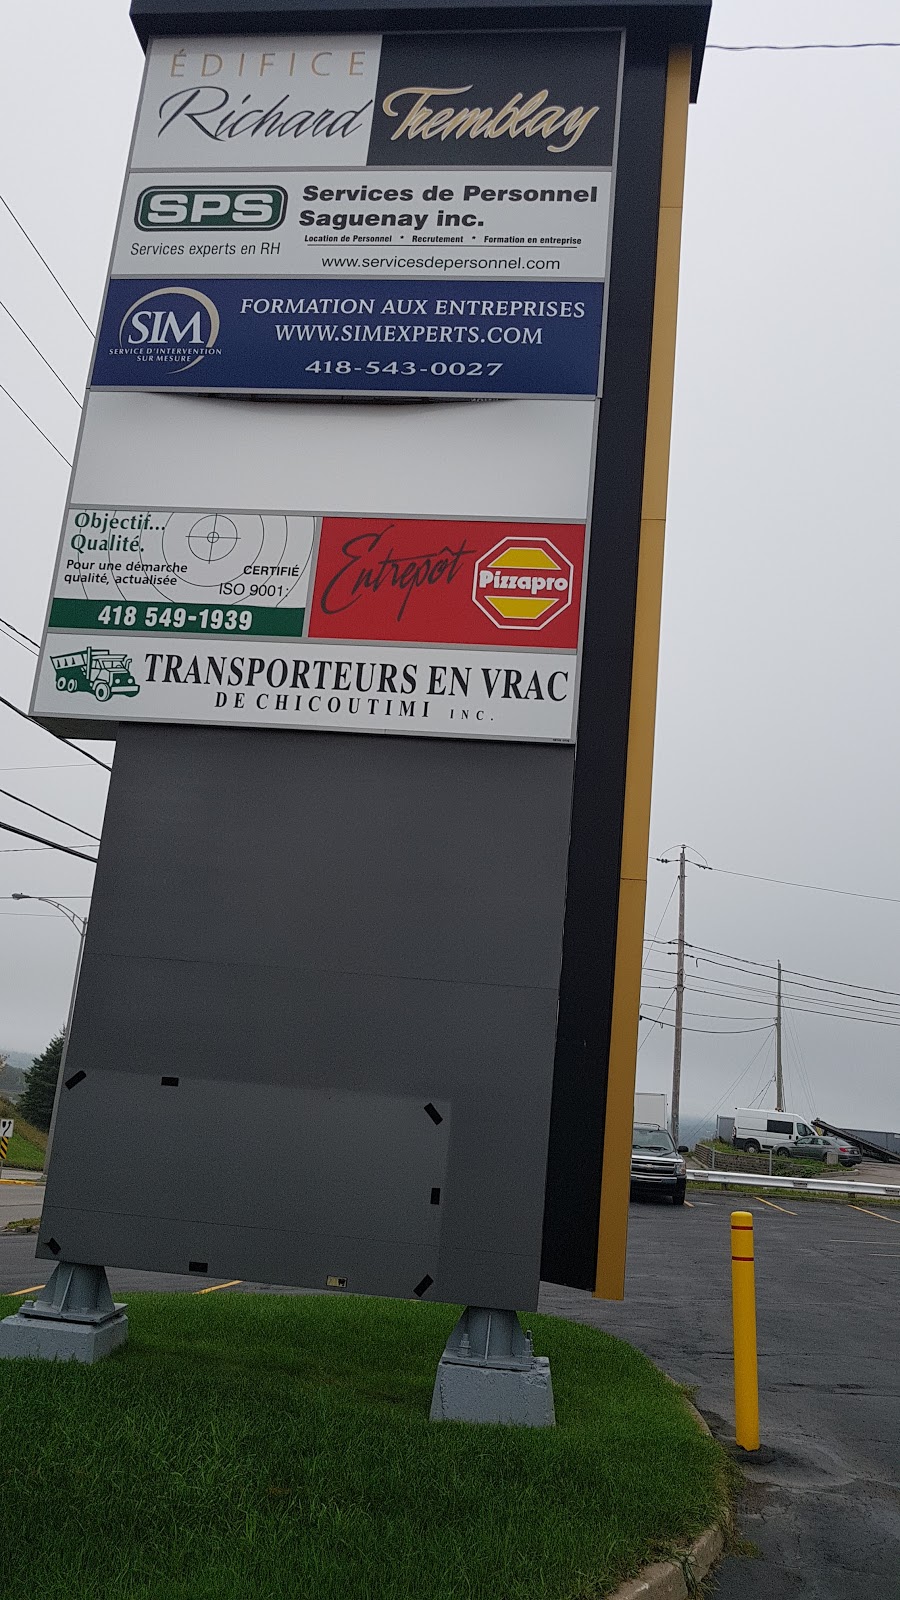 ÉDIFICE
Richard Tremblay
SPS
Services experts en RH
Services de Personnel
Saguenay inc.
Location de Personnel * Recrutement * Formation en entreprise
www.servicesdepersonnel.com
SIM
SERVICE D'INTERVENTION
SUR MESURE
FORMATION AUX ENTREPRISES
WWW.SIMEXPERTS.COM
418-543-0027
Objectif...
Qualité.
Pour une démarche
qualité, actualisée
CERTIFIÉ
ISO 9001:
418 549-1939
Entrepôt
Pizzapro
TRANSPORTEURS EN VRAC
DE CHICOUTIMI INC.